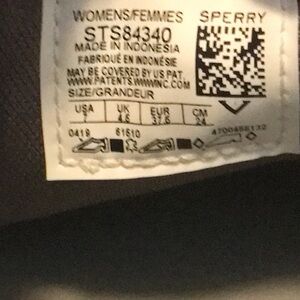 WOMENS/FEMMES SPERRY
STS84340
MADE IN INDONESIA
FABRIQUÉ EN INDONÉSIE
MAY BE COVERED BY US PAT.
WWW.PATENTS.WWWINC.COM
SIZE/GRANDEUR
USA UK EUR CM
7 4.5 37.5 24
0419 61510 4700488132